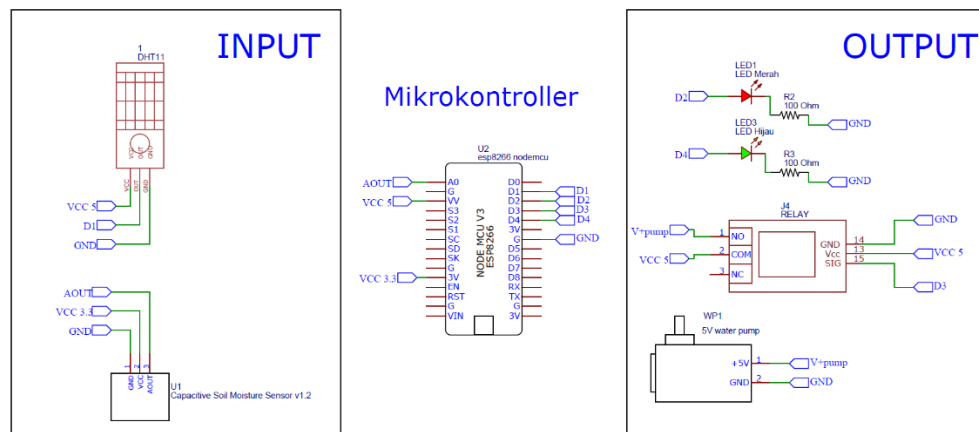 INPUT
1
DHT11
VCC
OUT
GND
VCC
OUT
GND
VCC 5
D1
GND
AOUT
VCC 3.3
GND
1
2
3
GND
VCC
AOUT
U1
Capacitive Soil Moisture Sensor v1.2
Mikrokontroller
U2
esp8266 nodemcu
NODE MCU V3
ESP8266
AOUT
VCC 5
VCC 3.3
A0
G
VV
S3
S2
S1
SC
SD
SK
G
3V
EN
RST
G
VIN
D0
D1
D2
D3
D4
3V
G
D5
D6
D7
D8
RX
TX
G
3V
D1
D2
D3
D4
GND
OUTPUT
LED1
LED Merah
D2
R2
100 Ohm
GND
LED3
LED Hijau
D4
R3
100 Ohm
GND
J4
RELAY
V+pump
VCC 5
1 NO
2 COM
3 NC
GND 14
Vcc 13
SIG 15
GND
VCC 5
D3
WP1
5V water pump
+5V 1
GND 2
V+pump
GND